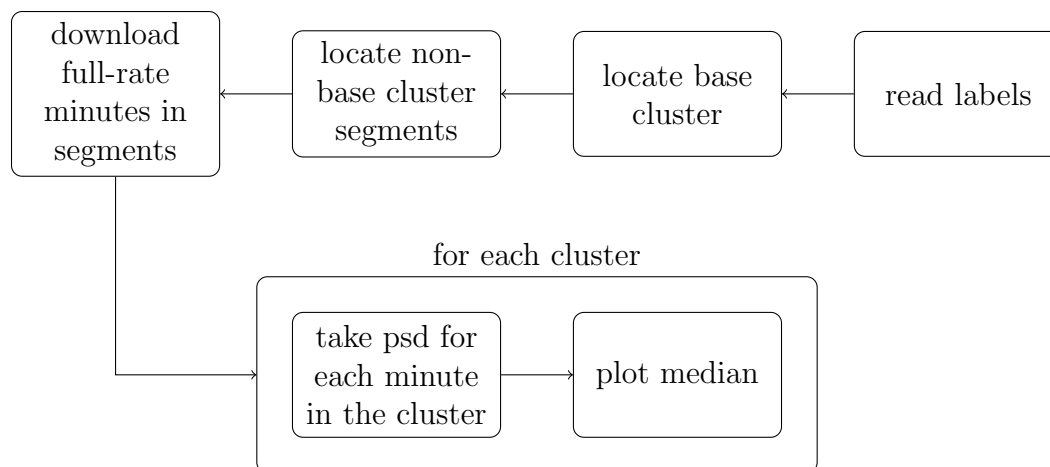 download
full-rate
minutes in
segments
locate non-
base cluster
segments
locate base
cluster
read labels
for each cluster
take psd for
each minute
in the cluster
plot median